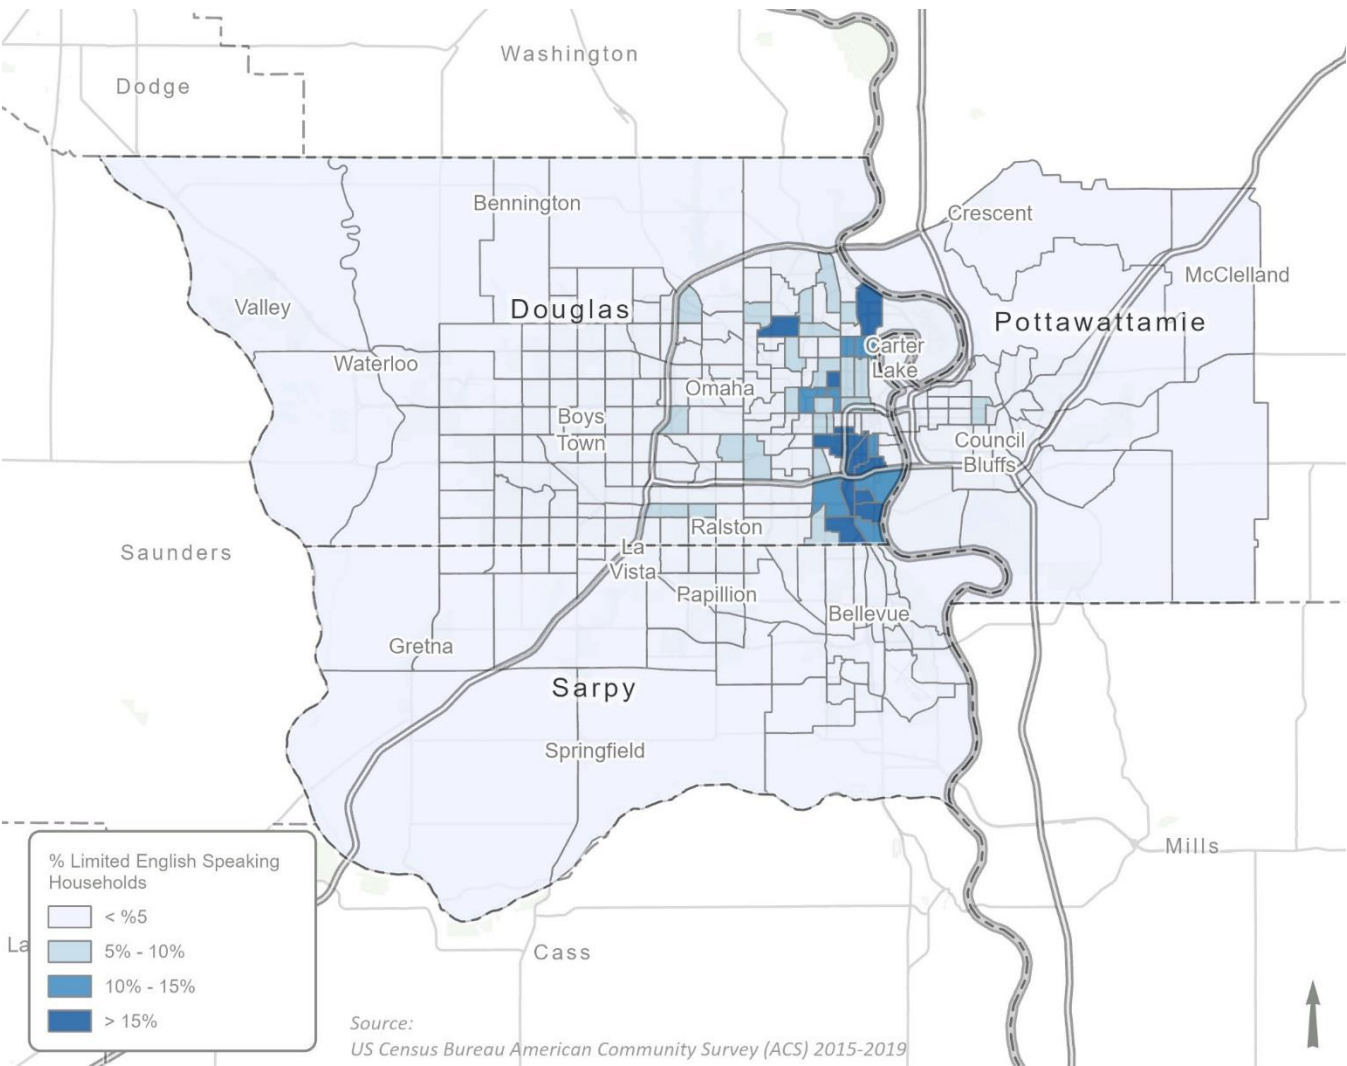 Washington
Dodge
Bennington
Crescent
McClelland
Valley
Douglas
Pottawattamie
Waterloo
Carter
Lake
Omaha
Boys
Town
Council
Bluffs
Ralston
Saunders
La
Vista
Papillion
Bellevue
Gretna
Sarpy
Springfield
Mills
% Limited English Speaking
Households
< %5
5% - 10%
10% - 15%
> 15%
La
Cass
Source:
US Census Bureau American Community Survey (ACS) 2015-2019